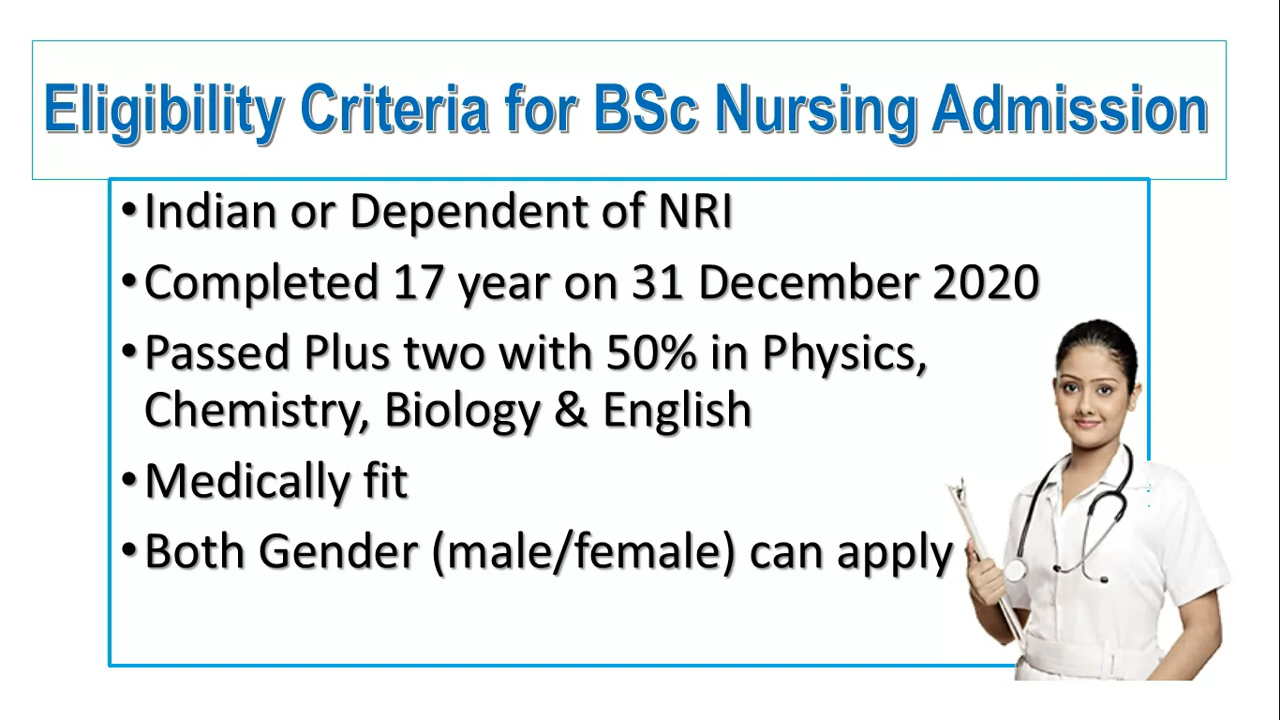 Eligibility Criteria for BSc Nursing Admission
•Indian or Dependent of NRI
•Completed 17 year on 31 December 2020
•Passed Plus two with 50% in Physics,
Chemistry, Biology & English
•Medically fit
•Both Gender (male/female) can apply